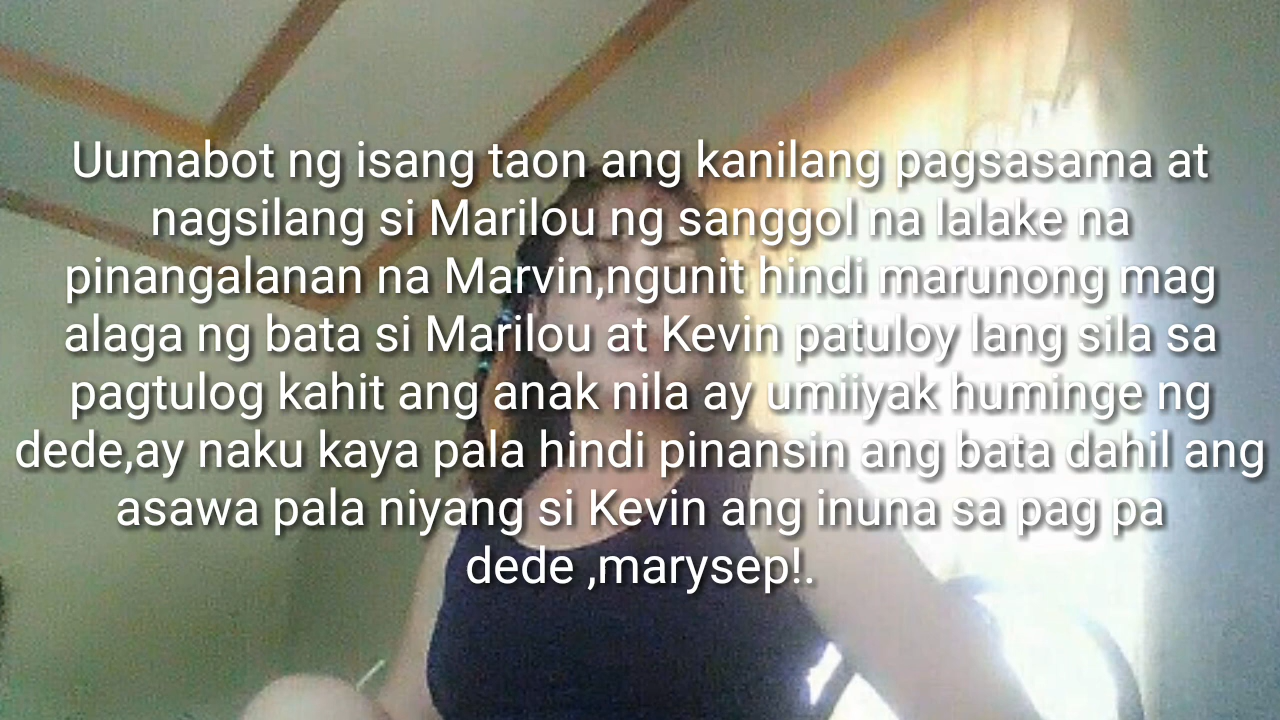 Uumabot ng isang taon ang kanilang pagsasama at
nagsilang si Marilou ng sanggol na lalake na
pinangalanan na Marvin,ngunit hindi marunong mag
alaga ng bata si Marilou at Kevin patuloy lang sila sa
pagtulog kahit ang anak nila ay umiiyak huminge ng
dede,ay naku kaya pala hindi pinansin ang bata dahil ang
asawa pala niyang si Kevin ang inuna sa pag pa
dede ,marysep!.